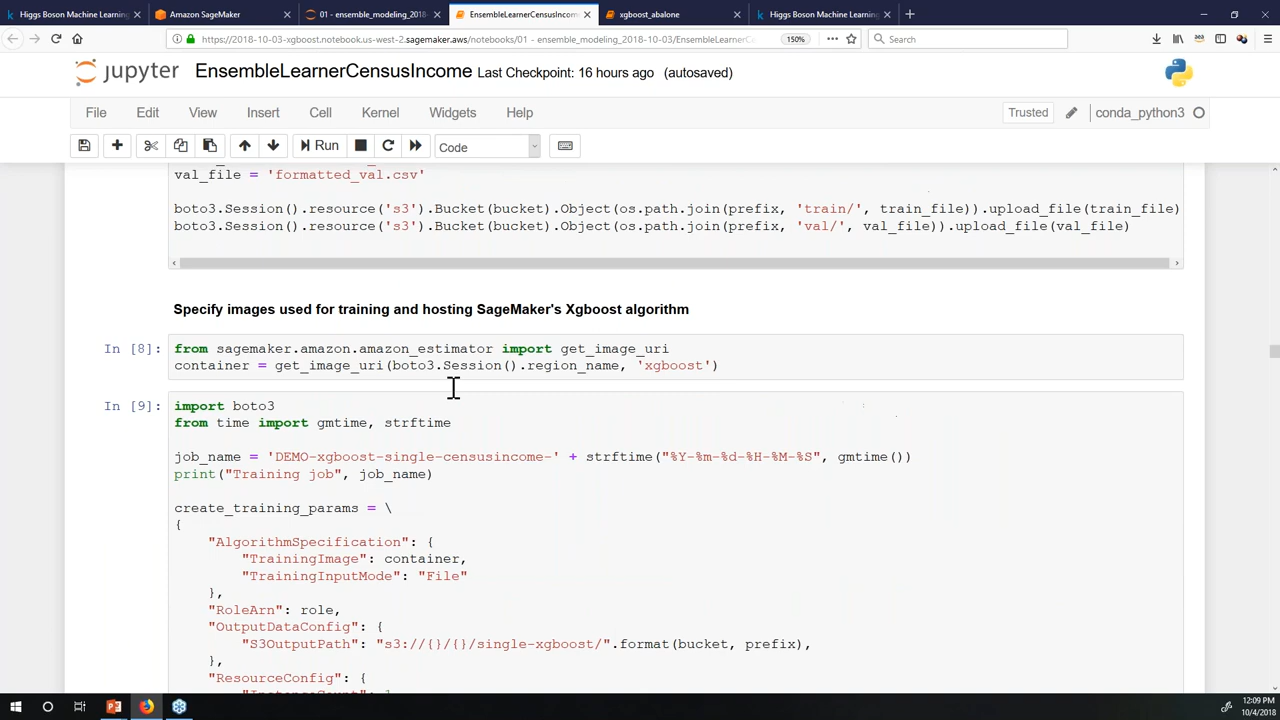 Higgs Boson Machine Learning
Amazon SageMaker
01 - ensemble_modeling_2018-
EnsembleLearnerCensusIncome
xgboost_abalone
Higgs Boson Machine Learning
https://2018-10-03-xgboost.notebook.us-west-2.sagemaker.aws/notebooks/01 - ensemble_modeling_2018-10-03/EnsembleLearnerCe
150%
Search
jupyter EnsembleLearnerCensusIncome Last Checkpoint: 16 hours ago (autosaved)
File Edit View Insert Cell Kernel Widgets Help
Trusted conda_python3
Run Code
val_file = 'formatted_val.csv'
boto3.Session().resource('s3').Bucket(bucket).Object(os.path.join(prefix, 'train/', train_file)).upload_file(train_file)
boto3.Session().resource('s3').Bucket(bucket).Object(os.path.join(prefix, 'val/', val_file)).upload_file(val_file)
Specify images used for training and hosting SageMaker's Xgboost algorithm
In [8]: from sagemaker.amazon.amazon_estimator import get_image_uri
container = get_image_uri(boto3.Session().region_name, 'xgboost')
In [9]: import boto3
from time import gmtime, strftime
job_name = 'DEMO-xgboost-single-censusincome-' + strftime("%Y-%m-%d-%H-%M-%S", gmtime())
print("Training job", job_name)
create_training_params = \
{
"AlgorithmSpecification": {
"TrainingImage": container,
"TrainingInputMode": "File"
},
"RoleArn": role,
"OutputDataConfig": {
"S3OutputPath": "s3://{}/{}/single-xgboost/".format(bucket, prefix),
},
"ResourceConfig": {
"InstanceCount": 1,
12:09 PM
10/4/2018